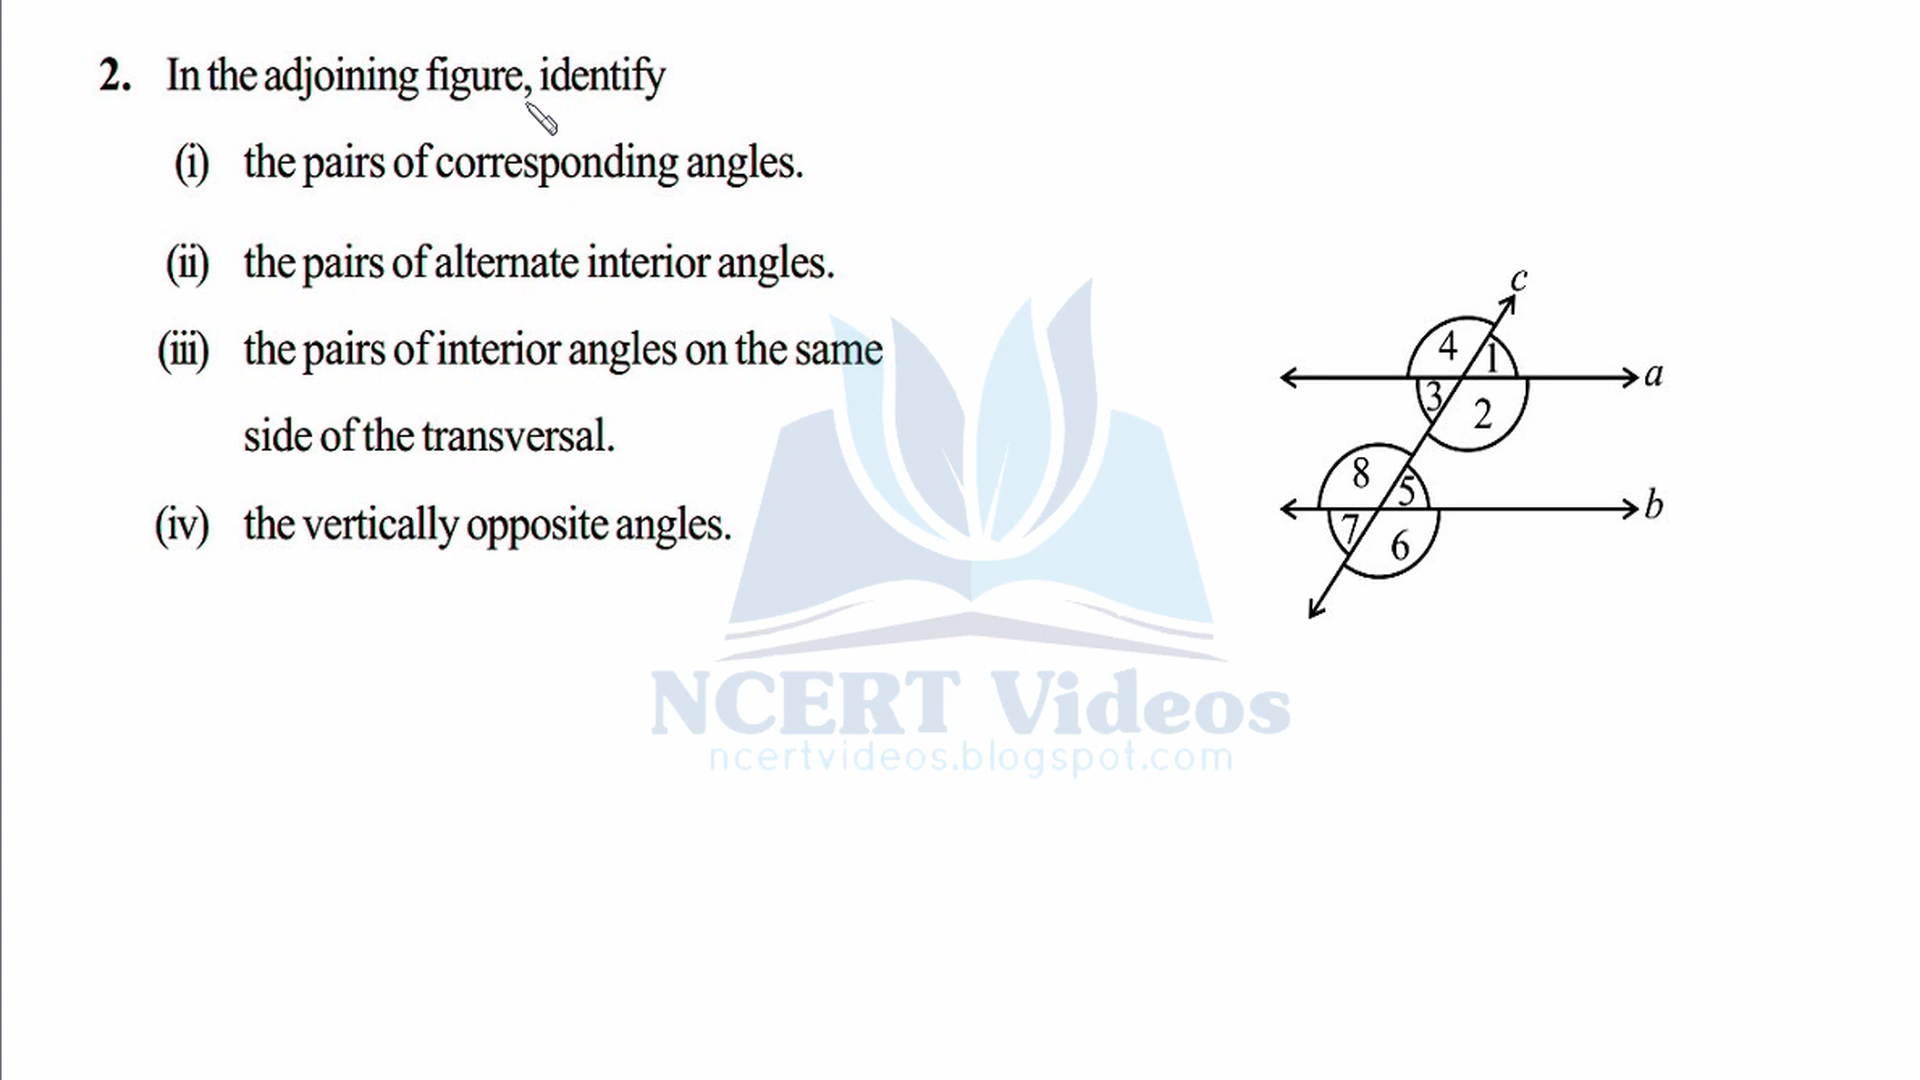 2. In the adjoining figure, identify
(i) the pairs of corresponding angles.
(ii) the pairs of alternate interior angles.
(iii) the pairs of interior angles on the same
side of the transversal.
(iv) the vertically opposite angles.
c
4 1
a
3 2
8 5
b
7 6
NCERT Videos
ncertvideos.blogspot.com